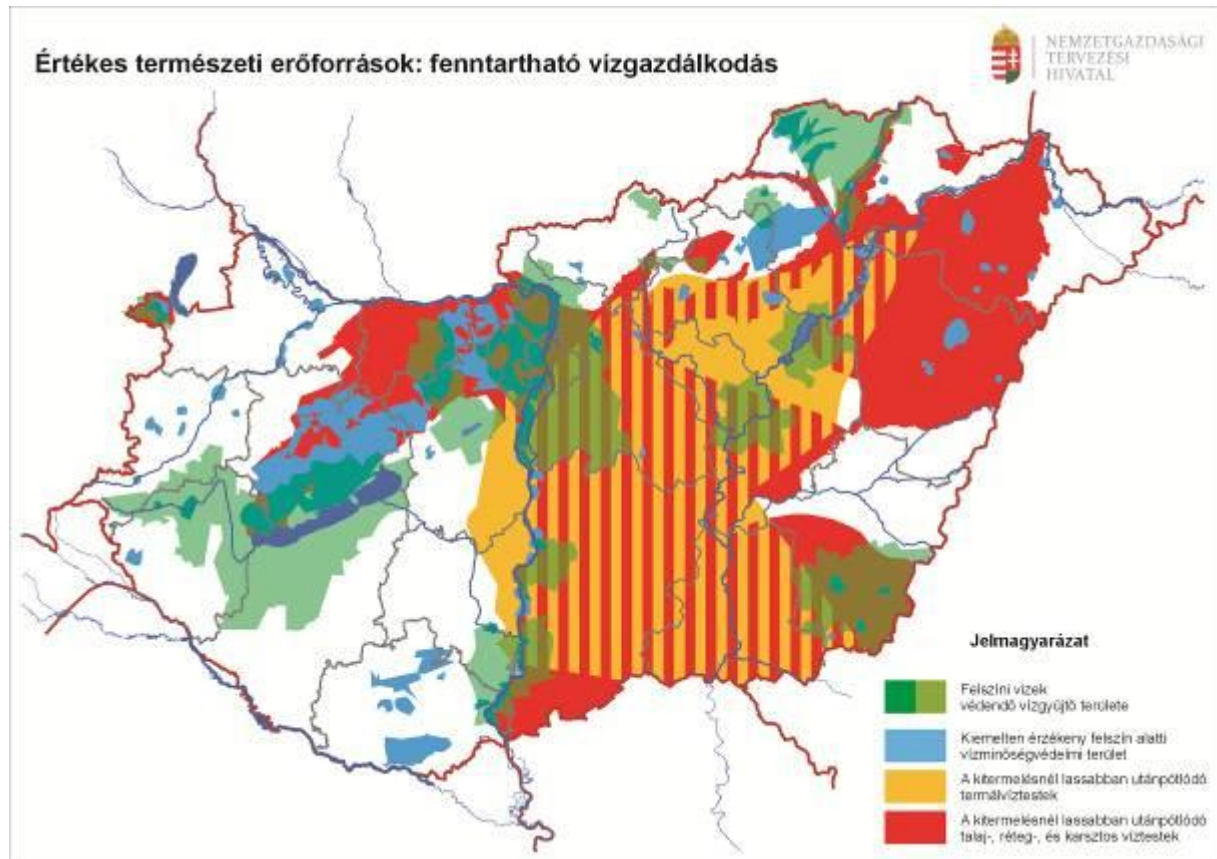 Értékes természeti erőforrások: fenntartható vízgazdálkodás
NEMZETGAZDASÁGI
TERVEZÉSI
HIVATAL
Jelmagyarázat
Felszíni vizek
védendő vízgyűjtő területe
Kiemelten érzékeny felszín alatti
vízminőségvédelmi terület
A kitermelésnél lassabban utánpótlódó
termálvíztestek
A kitermelésnél lassabban utánpótlódó
talaj-, réteg-, és karsztos víztestek